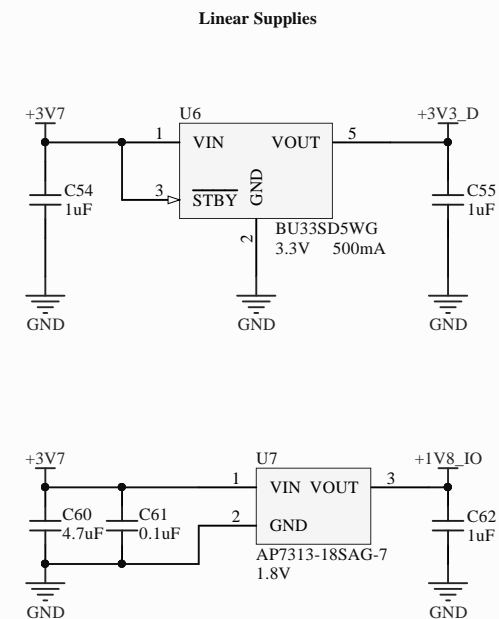 Linear Supplies
+3V7
U6
+3V3_D
1
VIN
VOUT
5
C54
1uF
3
STBY
GND
C55
1uF
2
BU33SD5WG
3.3V 500mA
GND
GND
GND
+3V7
U7
+1V8_IO
1
VIN VOUT
3
C60
4.7uF
C61
0.1uF
2
GND
C62
1uF
AP7313-18SAG-7
1.8V
GND
GND